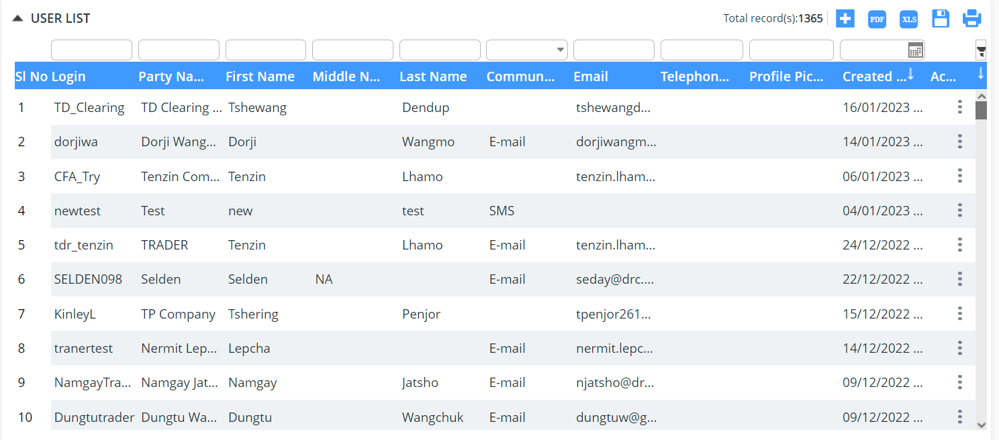 USER LIST Total record(s):1365 PDF XLS
Sl No Login Party Na... First Name Middle N... Last Name Commun... Email Telephon... Profile Pic... Created ... Ac...
1 TD_Clearing TD Clearing ... Tshewang Dendup tshewangd... 16/01/2023 ...
2 dorjiwa Dorji Wang... Dorji Wangmo E-mail dorjiwangm... 14/01/2023 ...
3 CFA_Try Tenzin Com... Tenzin Lhamo tenzin.lham... 06/01/2023 ...
4 newtest Test new test SMS 04/01/2023 ...
5 tdr_tenzin TRADER Tenzin Lhamo E-mail tenzin.lham... 24/12/2022 ...
6 SELDEN098 Selden Selden NA E-mail seday@drc.... 22/12/2022 ...
7 KinleyL TP Company Tshering Penjor tpenjor261... 15/12/2022 ...
8 tranertest Nermit Lep... Lepcha E-mail nermit.lepc... 14/12/2022 ...
9 NamgayTra... Namgay Jat... Namgay Jatsho E-mail njatsho@dr... 09/12/2022 ...
10 Dungtutrader Dungtu Wa... Dungtu Wangchuk E-mail dungtuw@g... 09/12/2022 ...